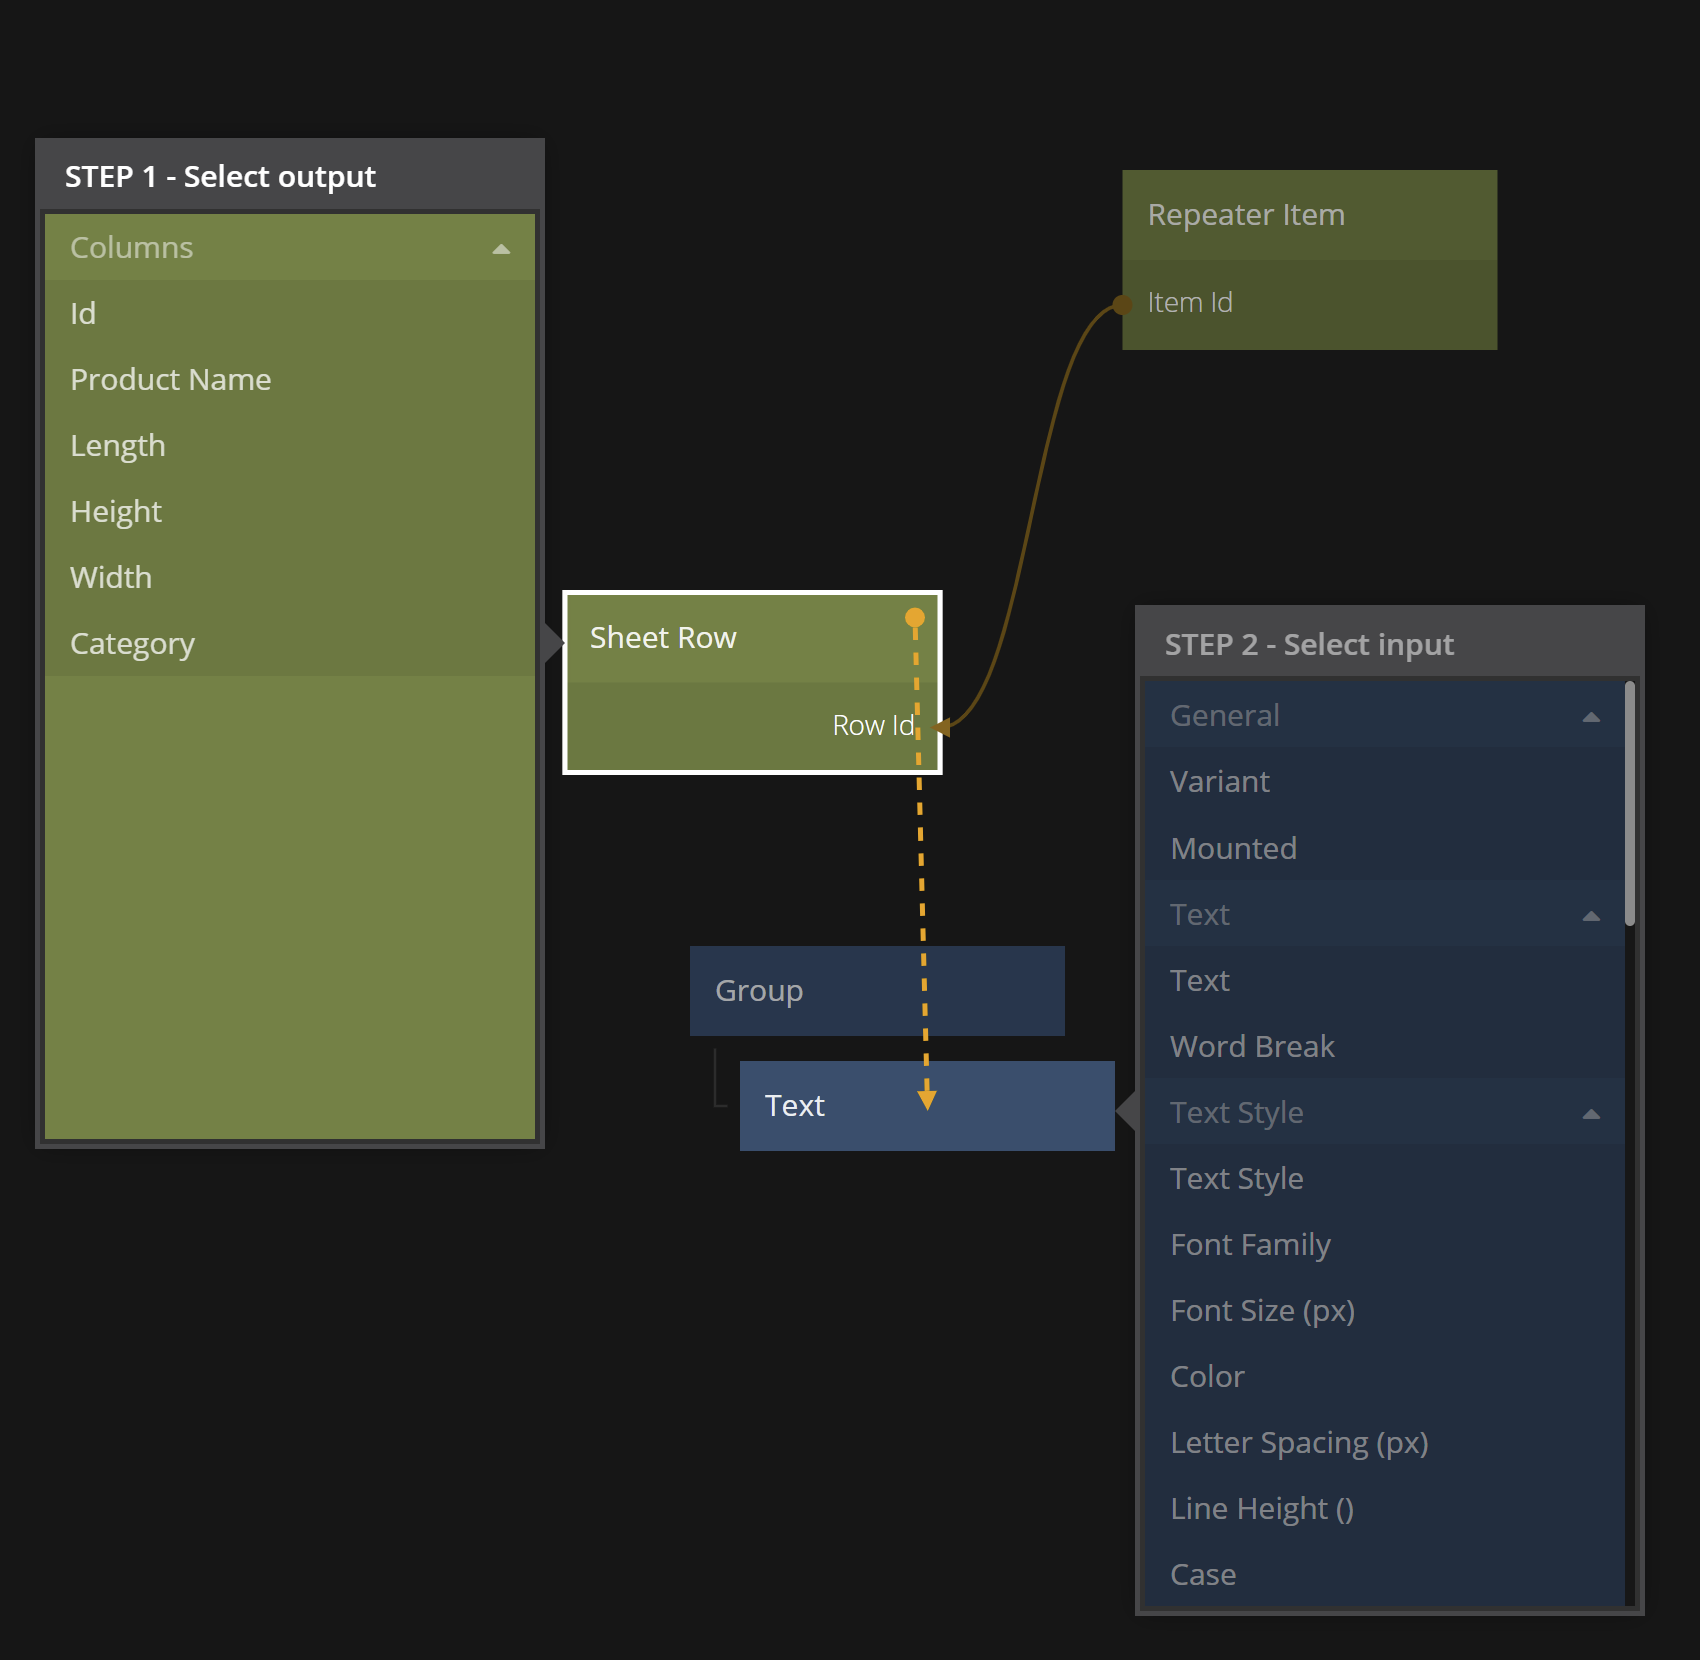 STEP 1 - Select output
Columns
Id
Product Name
Length
Height
Width
Category
Repeater Item
Item Id
Sheet Row
Row Id
Group
Text
STEP 2 - Select input
General
Variant
Mounted
Text
Text
Word Break
Text Style
Text Style
Font Family
Font Size (px)
Color
Letter Spacing (px)
Line Height ()
Case